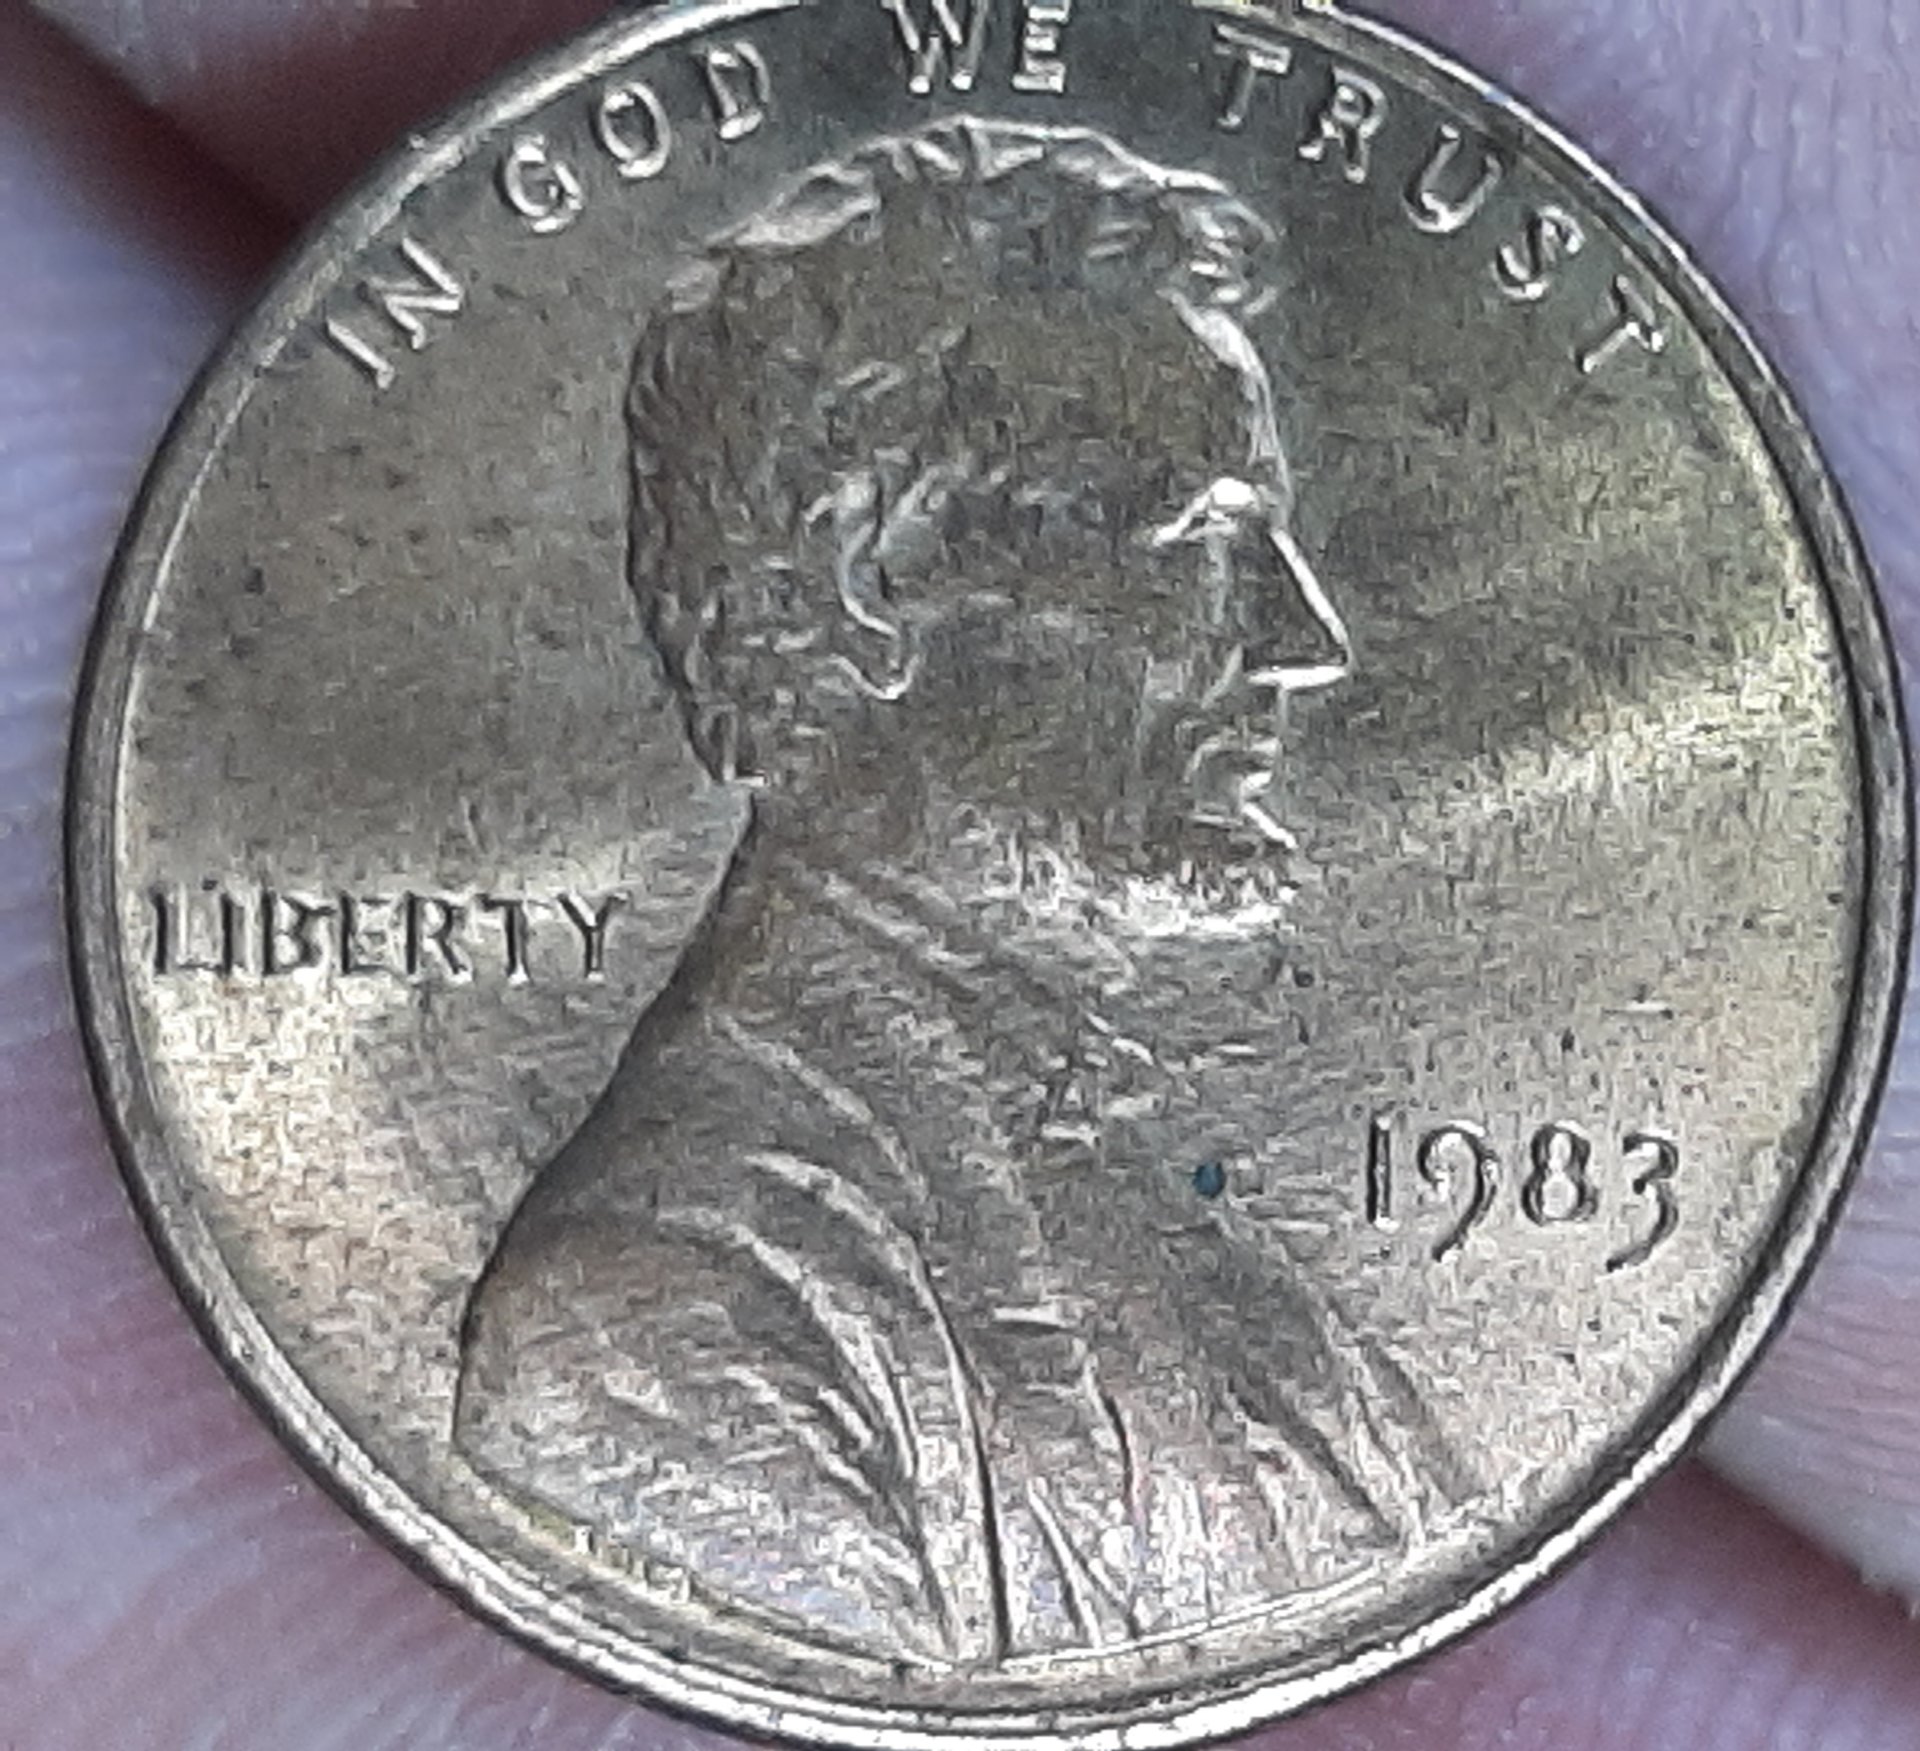 IN GOD WE TRUST
LIBERTY
1983